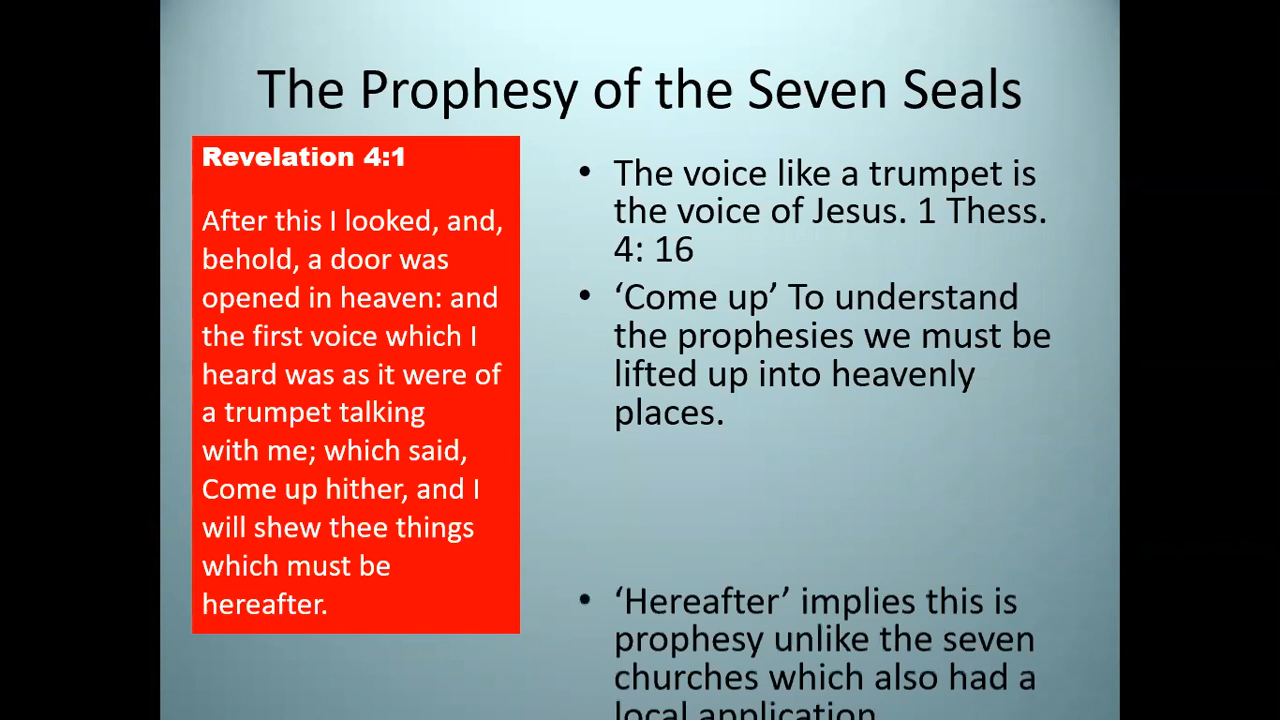 The Prophesy of the Seven Seals
Revelation 4:1
After this I looked, and,
behold, a door was
opened in heaven: and
the first voice which I
heard was as it were of
a trumpet talking
with me; which said,
Come up hither, and I
will shew thee things
which must be
hereafter.
• The voice like a trumpet is
the voice of Jesus. 1 Thess.
4: 16
• ‘Come up’ To understand
the prophesies we must be
lifted up into heavenly
places.
• ‘Hereafter’ implies this is
prophesy unlike the seven
churches which also had a
local application